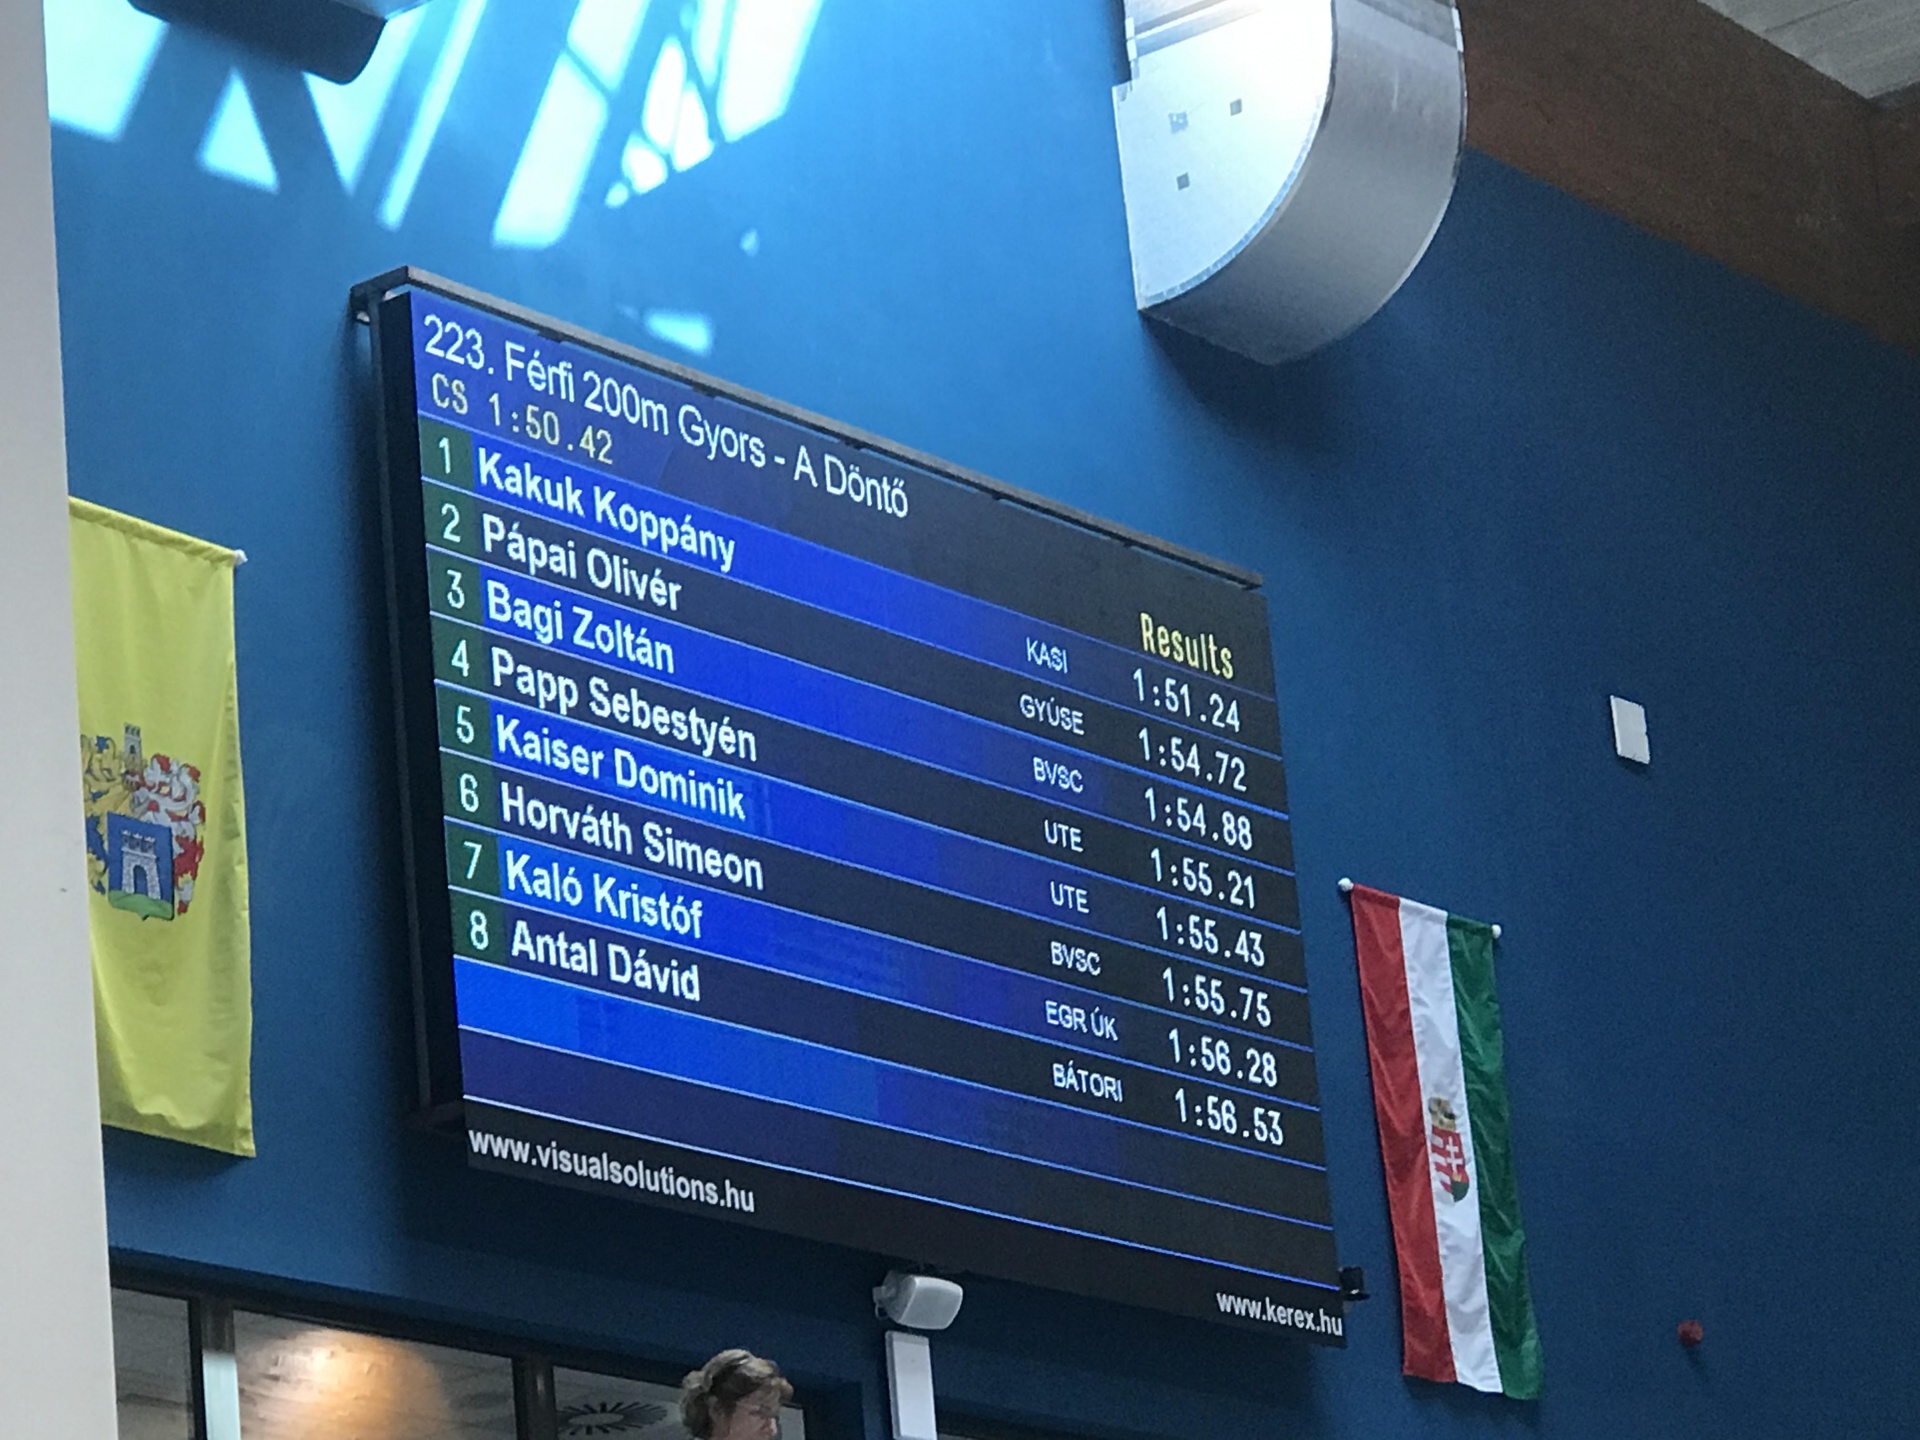 223. Férfi 200m Gyors - A Döntő
CS 1:50.42
Results
1 Kakuk Koppány KASI 1:51.24
2 Pápai Olivér GYÚSE 1:54.72
3 Bagi Zoltán BVSC 1:54.88
4 Papp Sebestyén UTE 1:55.21
5 Kaiser Dominik UTE 1:55.43
6 Horváth Simeon BVSC 1:55.75
7 Kaló Kristóf EGR ÚK 1:56.28
8 Antal Dávid BÁTORI 1:56.53
www.visualsolutions.hu
www.kerex.hu